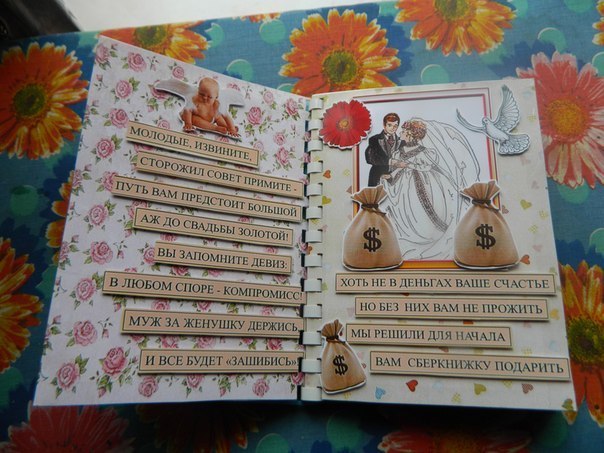 МОЛОДЫЕ, ИЗВИНИТЕ,
СТОРОЖИЛ СОВЕТ ПРИМИТЕ -
ПУТЬ ВАМ ПРЕДСТОИТ БОЛЬШОЙ
АЖ ДО СВАДЬБЫ ЗОЛОТОЙ!
ВЫ ЗАПОМНИТЕ ДЕВИЗ
В ЛЮБОМ СПОРЕ - КОМПРОМИСС!
МУЖ ЗА ЖЕНУШКУ ДЕРЖИСЬ
И ВСЕ БУДЕТ «ЗАШИБИСЬ»
$
$
ХОТЬ НЕ В ДЕНЬГАХ ВАШЕ СЧАСТЬЕ
НО БЕЗ НИХ ВАМ НЕ ПРОЖИТЬ
МЫ РЕШИЛИ ДЛЯ НАЧАЛА
$
ВАМ СБЕРКНИЖКУ ПОДАРИТЬ